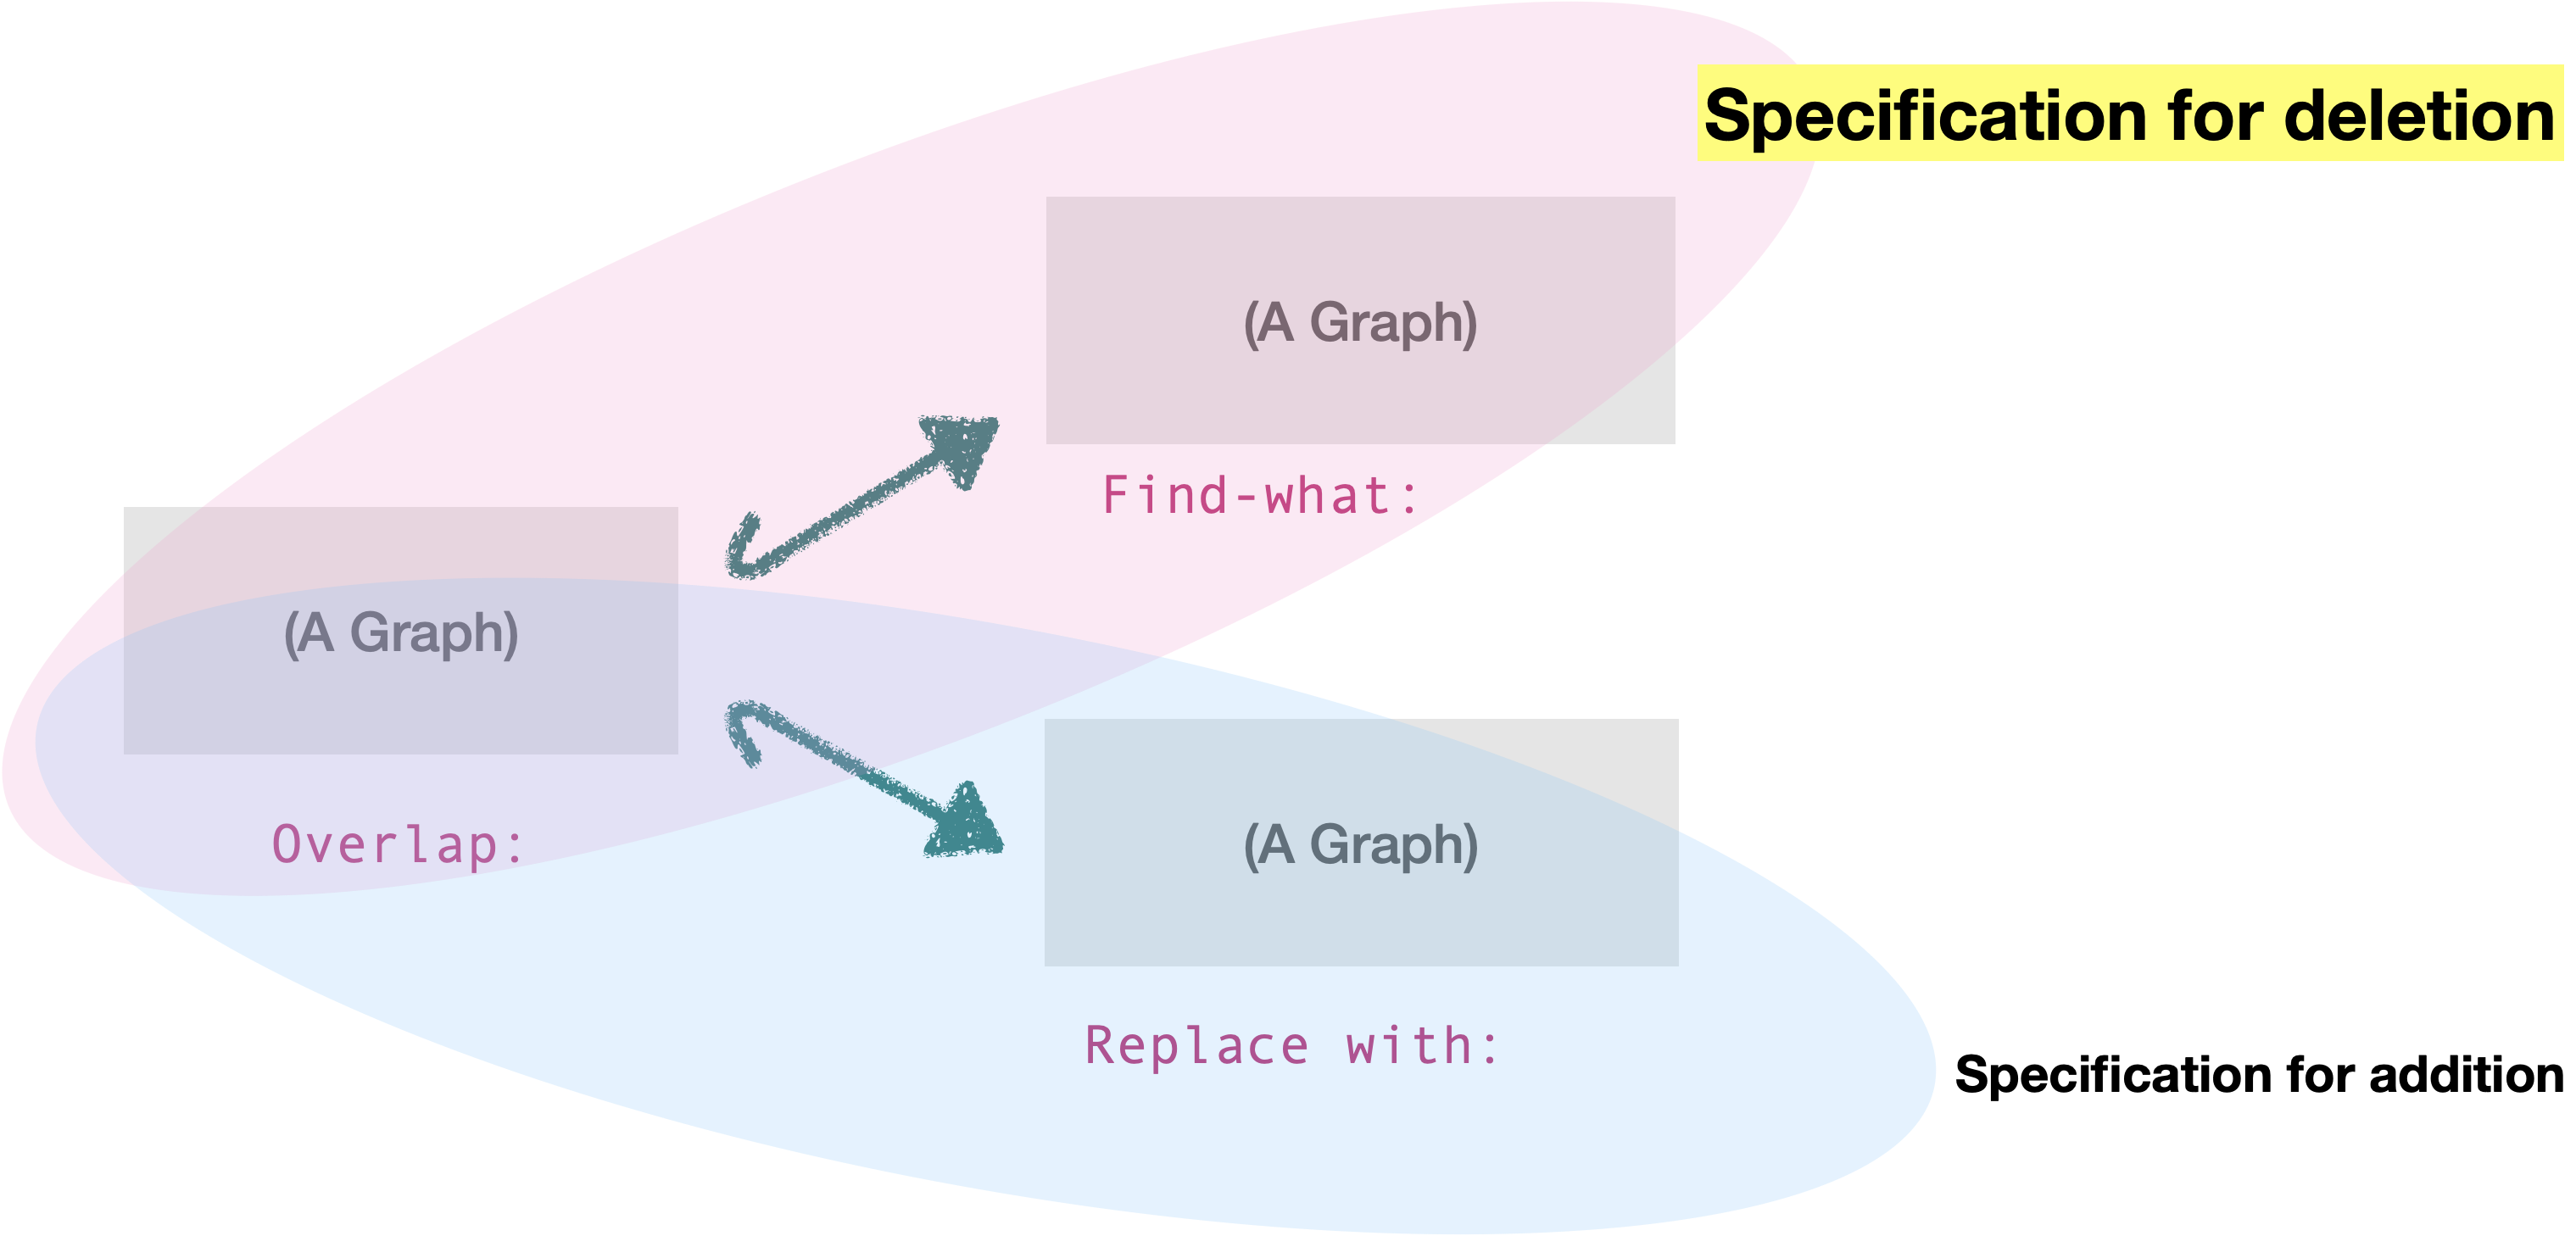 Specification for deletion
(A Graph)
Find-what:
(A Graph)
Overlap:
(A Graph)
Replace with:
Specification for addition